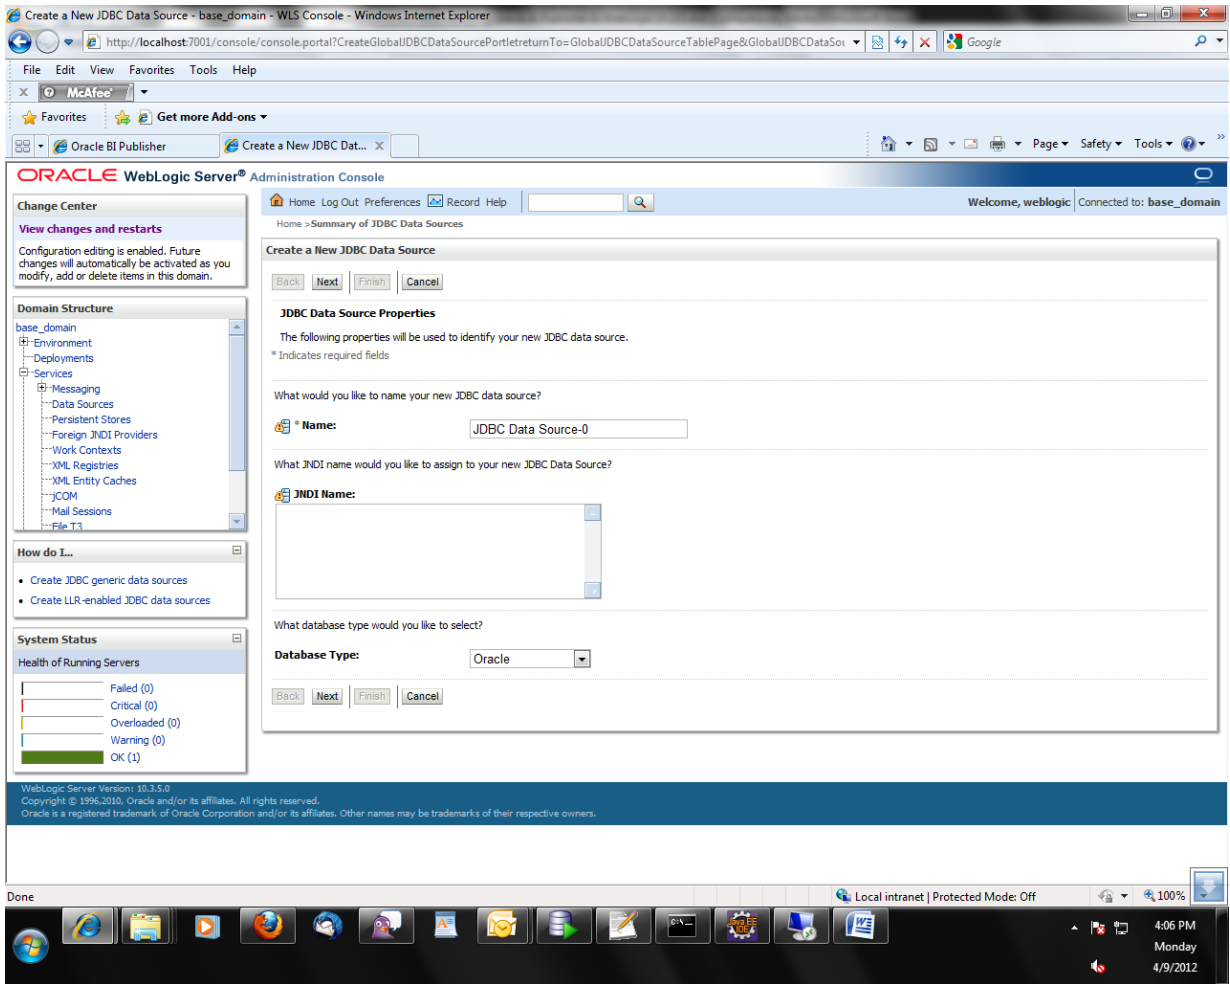 Create a New JDBC Data Source - base_domain - WLS Console - Windows Internet Explorer
http://localhost:7001/console/console.portal?CreateGlobalJDBCDataSourcePortletreturnTo=GlobalJDBCDataSourceTablePage&GlobalJDBCDataSou
Google
File Edit View Favorites Tools Help
x McAfee
Favorites Get more Add-ons
Oracle BI Publisher
Create a New JDBC Dat... X
Page Safety Tools
ORACLE WebLogic Server® Administration Console
Change Center
View changes and restarts
Configuration editing is enabled. Future
changes will automatically be activated as you
modify, add or delete items in this domain.
Domain Structure
base_domain
Environment
Deployments
Services
Messaging
Data Sources
Persistent Stores
Foreign JNDI Providers
Work Contexts
XML Registries
XML Entity Caches
jCOM
Mail Sessions
File T3
How do I...
• Create JDBC generic data sources
• Create LLR-enabled JDBC data sources
System Status
Health of Running Servers
Failed (0)
Critical (0)
Overloaded (0)
Warning (0)
OK (1)
Home Log Out Preferences Record Help
Welcome, weblogic Connected to: base_domain
Home >Summary of JDBC Data Sources
Create a New JDBC Data Source
Back Next Finish Cancel
JDBC Data Source Properties
The following properties will be used to identify your new JDBC data source.
* Indicates required fields
What would you like to name your new JDBC data source?
* Name: JDBC Data Source-0
What JNDI name would you like to assign to your new JDBC Data Source?
JNDI Name:
What database type would you like to select?
Database Type: Oracle
Back Next Finish Cancel
WebLogic Server Version: 10.3.5.0
Copyright © 1996,2010, Oracle and/or its affiliates. All rights reserved.
Oracle is a registered trademark of Oracle Corporation and/or its affiliates. Other names may be trademarks of their respective owners.
Done
Local intranet | Protected Mode: Off
100%
C:\_
Java EE
IDE
4:06 PM
Monday
4/9/2012